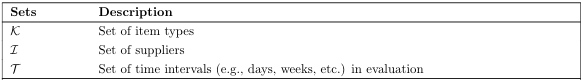 Sets Description
𝒦 Set of item types
ℐ Set of suppliers
𝒯 Set of time intervals (e.g., days, weeks, etc.) in evaluation